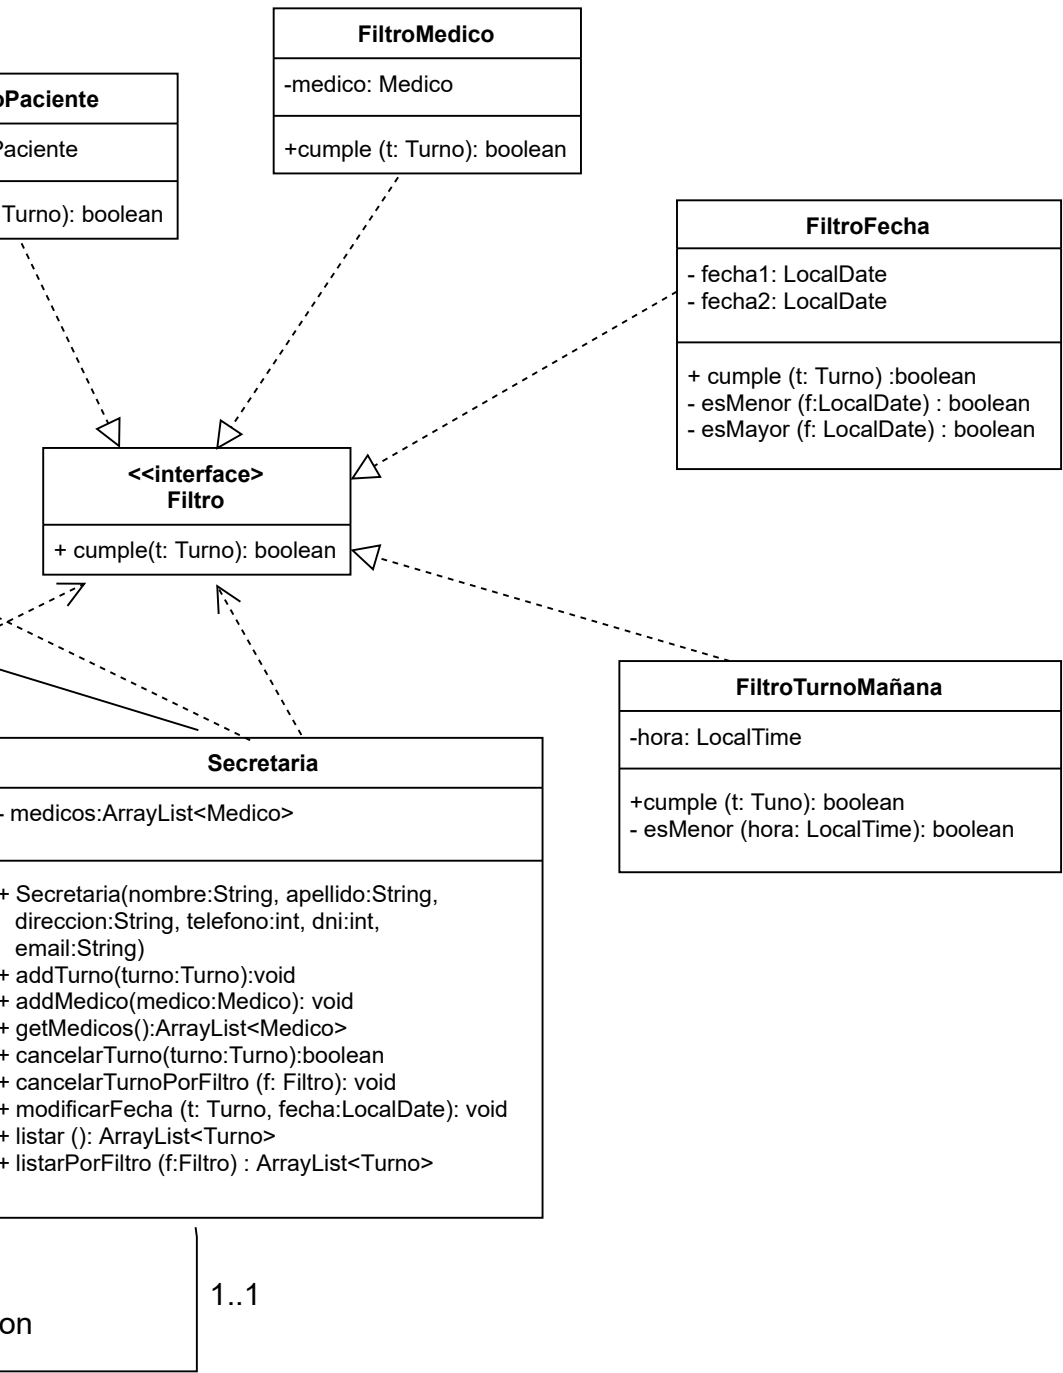 FiltroMedico
-medico: Medico
+cumple (t: Turno): boolean
oPaciente
Paciente
Turno): boolean
FiltroFecha
- fecha1: LocalDate
- fecha2: LocalDate
+ cumple (t: Turno) :boolean
- esMenor (f:LocalDate) : boolean
- esMayor (f: LocalDate) : boolean
<<interface>
Filtro
+ cumple(t: Turno): boolean
FiltroTurnoMañana
-hora: LocalTime
+cumple (t: Tuno): boolean
- esMenor (hora: LocalTime): boolean
Secretaria
- medicos:ArrayList<Medico>
+ Secretaria(nombre:String, apellido:String,
direccion:String, telefono:int, dni:int,
email:String)
+ addTurno(turno:Turno):void
+ addMedico(medico:Medico): void
+ getMedicos():ArrayList<Medico>
+ cancelarTurno(turno:Turno):boolean
+ cancelarTurnoPorFiltro (f: Filtro): void
+ modificarFecha (t: Turno, fecha:LocalDate): void
+ listar (): ArrayList<Turno>
+ listarPorFiltro (f:Filtro) : ArrayList<Turno>
1..1
on